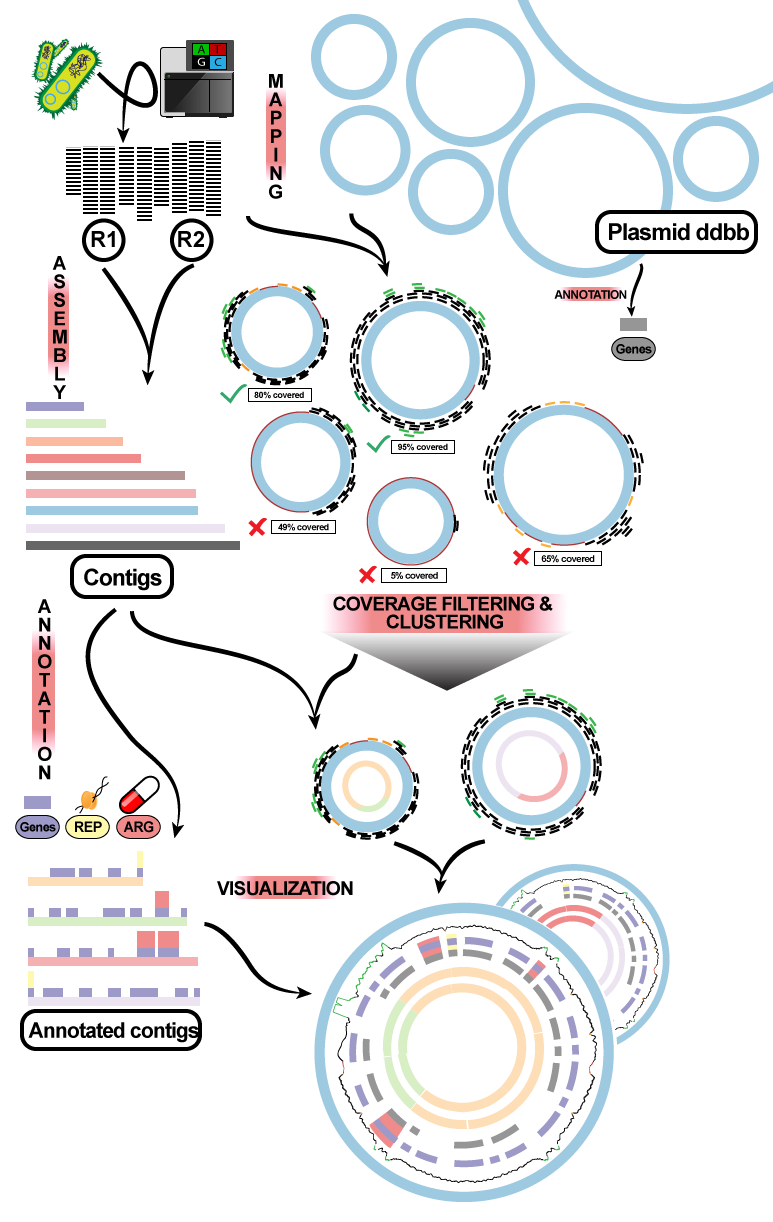 A T
G C
MAPPING
R1
R2
Plasmid ddbb
ANNOTATION
Genes
ASSEMBLY
80% covered
95% covered
49% covered
5% covered
65% covered
Contigs
COVERAGE FILTERING &
CLUSTERING
ANNOTATION
Genes
REP
ARG
VISUALIZATION
Annotated contigs